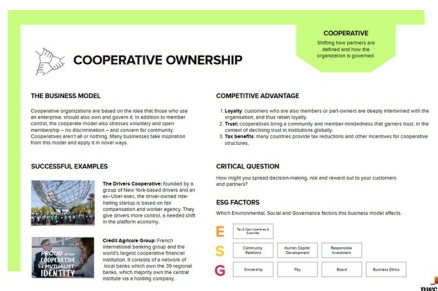 COOPERATIVE
Shifting how partners are
defined and how the
organization is governed.
COOPERATIVE OWNERSHIP
THE BUSINESS MODEL
Cooperative organizations are based on the idea that those who use
an enterprise, should also own and govern it. In addition to member
control, the cooperate model also stresses voluntary and open
membership – no discrimination – and concern for community.
Cooperatives aren't all or nothing. Many businesses take inspiration
from this model and apply it in novel ways.
COMPETITIVE ADVANTAGE
1. Loyalty: customers who are also members or part-owners are deeply intertwined with the
organisation, and thus retain loyalty.
2. Trust: cooperatives bring a community and member-mindedness that garners trust, in the
context of declining trust in institutions globally.
3. Tax benefits: many countries provide tax reductions and other incentives for cooperative
structures.
SUCCESSFUL EXAMPLES
The Drivers Cooperative: founded by a
group of New York-based drivers and an
ex-Uber exec, the driver-owned ride-
hailing startup is based on fair
compensation and worker agency. They
give drivers more control, a needed shift
in the platform economy.
PROUD of our
COOPERATIVE
& MUTUALIST
IDENTITY
Credit Agricole Group: French
international banking group and the
world's largest cooperative financial
institution. It consists of a network of
local banks which own the 39 regional
banks, which majority own the central
institute via a holding company,
CRITICAL QUESTION
How might you spread decision-making, risk and reward out to your customers
and partners?
ESG FACTORS
Which Environmental, Social and Governance factors this business model affects.
E
Tax & Cash Incentives &
Subsidies
S
Community
Relations
Human Capital
Development
Responsible
Investment
G
Ownership
Pay
Board
Business Ethics
pwc